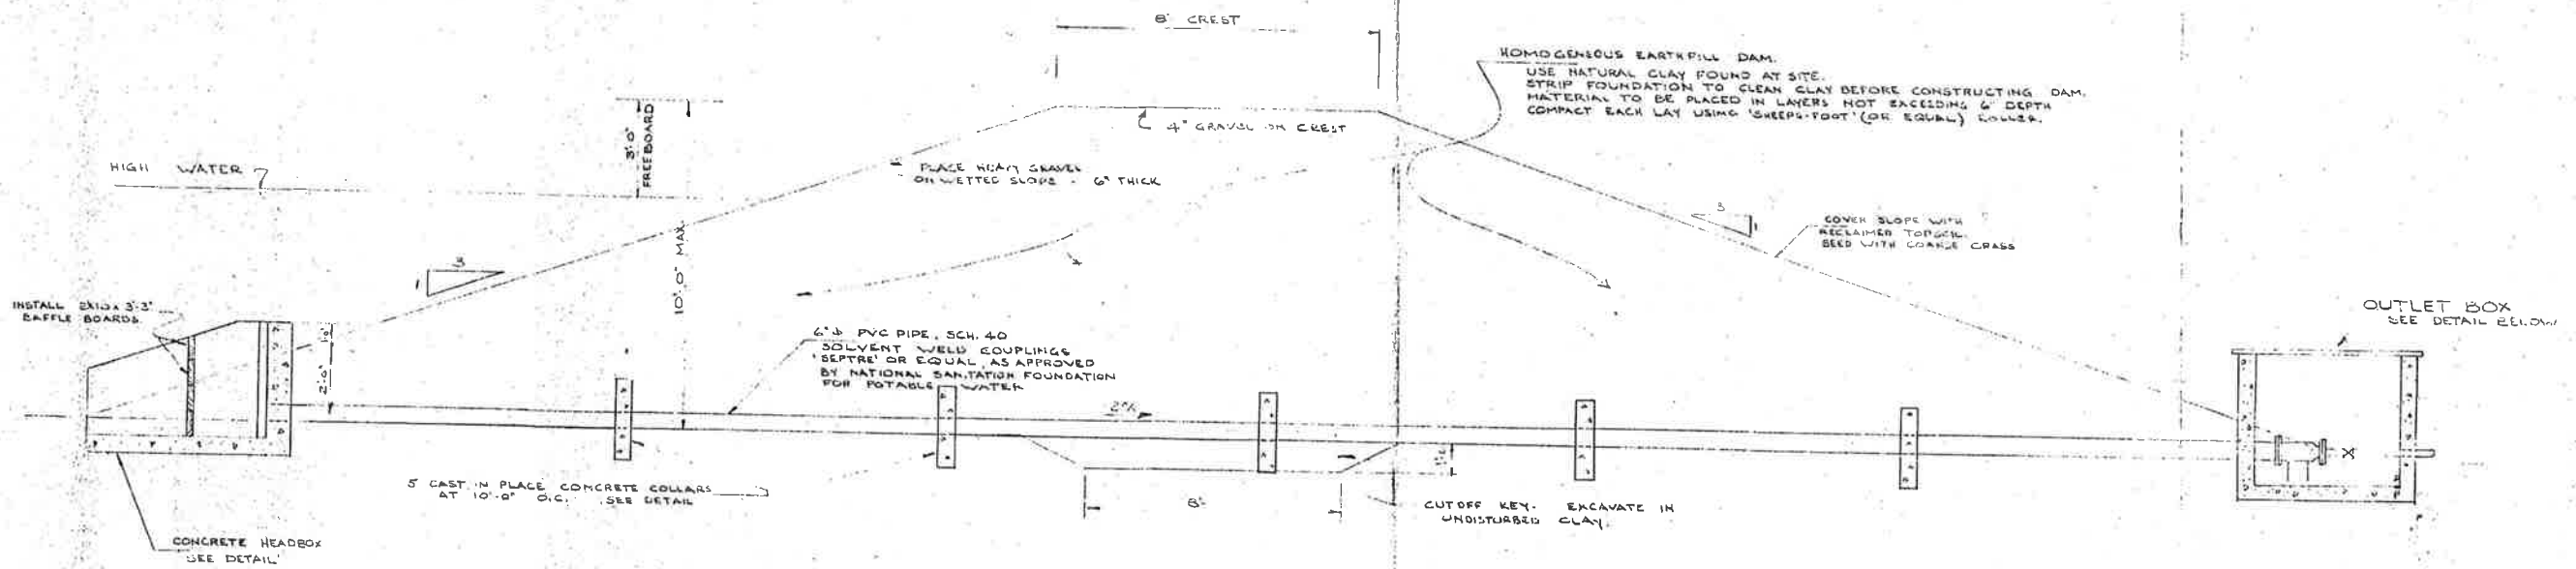 8' CREST
HOMOGENEOUS EARTHFILL DAM.
USE NATURAL CLAY FOUND AT SITE.
STRIP FOUNDATION TO CLEAN CLAY BEFORE CONSTRUCTING DAM.
MATERIAL TO BE PLACED IN LAYERS NOT EXCEEDING 6" DEPTH
COMPACT EACH LAY USING 'SHEEPS-FOOT' (OR EQUAL) ROLLER.
3'-0"
FREEBOARD
4" GRAVEL ON CREST
HIGH WATER
PLACE HEAVY GRAVEL
ON WETTED SLOPE - 6" THICK
3
1
COVER SLOPE WITH
RECLAIMED TOPSOIL.
SEED WITH COARSE GRASS
10'-0" MAX.
3
1
INSTALL 2x10x3'-3"
BAFFLE BOARDS.
OUTLET BOX
SEE DETAIL BELOW
6"ɸ PVC PIPE, SCH. 40
SOLVENT WELD COUPLINGS
'SEPTRE' OR EQUAL, AS APPROVED
BY NATIONAL SANITATION FOUNDATION
FOR POTABLE WATER
2'-0"
2%
5 CAST IN PLACE CONCRETE COLLARS
AT 10'-0" O.C. SEE DETAIL
8'
CUTOFF KEY. EXCAVATE IN
UNDISTURBED CLAY.
CONCRETE HEADBOX
SEE DETAIL